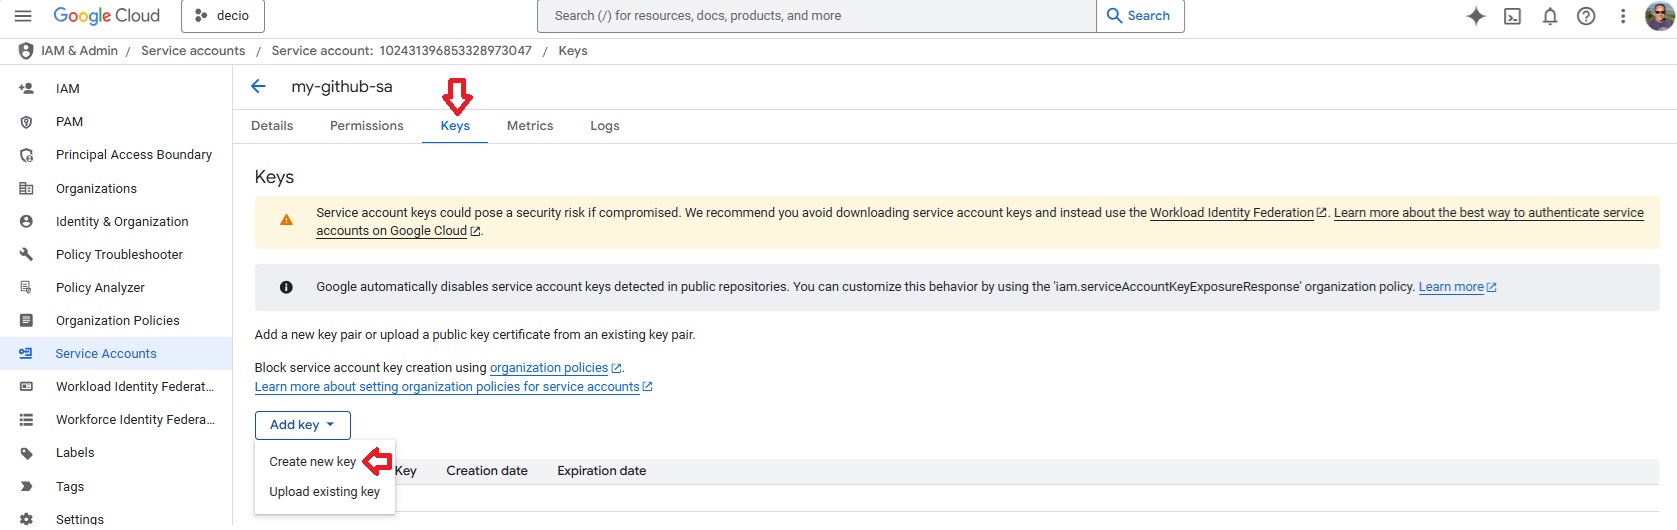 Google Cloud
decio
Search (/) for resources, docs, products, and more
Search
IAM & Admin / Service accounts / Service account: 102431396853328973047 / Keys
IAM
PAM
Principal Access Boundary
Organizations
Identity & Organization
Policy Troubleshooter
Policy Analyzer
Organization Policies
Service Accounts
Workload Identity Federat...
Workforce Identity Federa...
Labels
Tags
Settings
my-github-sa
Details Permissions Keys Metrics Logs
Keys
Service account keys could pose a security risk if compromised. We recommend you avoid downloading service account keys and instead use the Workload Identity Federation. Learn more about the best way to authenticate service
accounts on Google Cloud.
Google automatically disables service account keys detected in public repositories. You can customize this behavior by using the 'iam.serviceAccountKeyExposureResponse' organization policy. Learn more
Add a new key pair or upload a public key certificate from an existing key pair.
Block service account key creation using organization policies.
Learn more about setting organization policies for service accounts
Add key
Create new key
Upload existing key
Key Creation date Expiration date